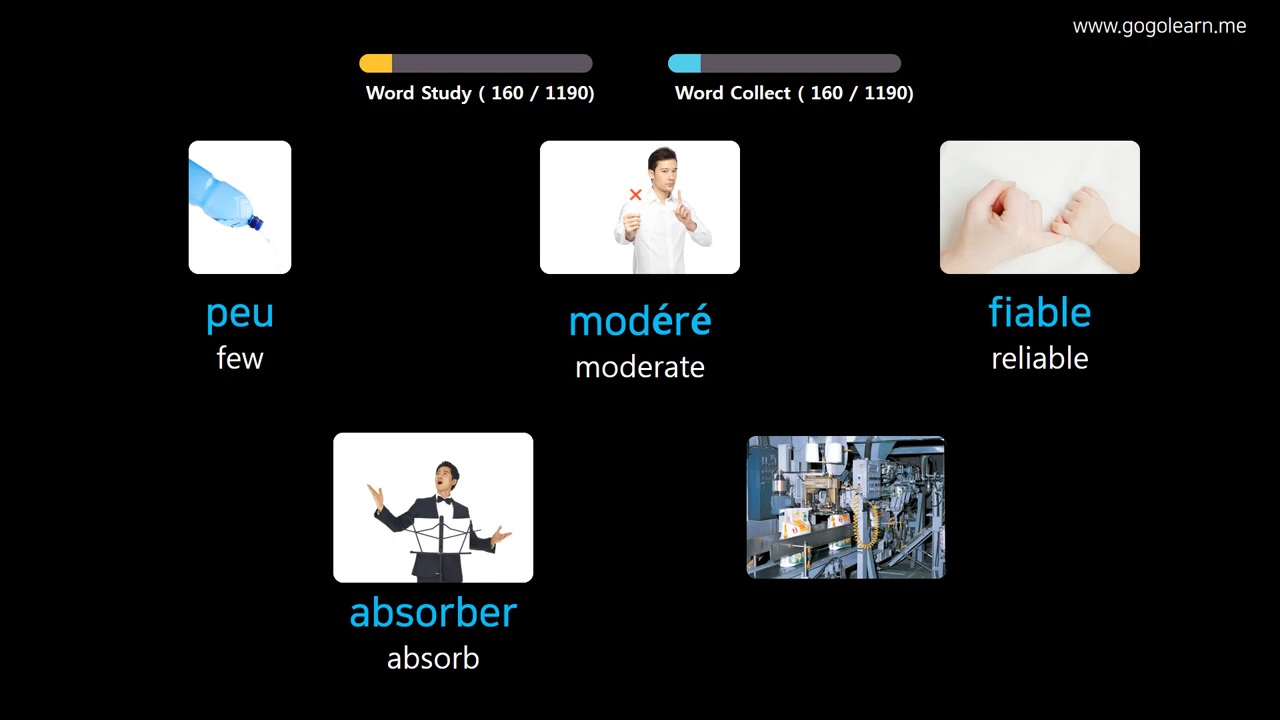 www.gogolearn.me
Word Study ( 160 / 1190)
Word Collect ( 160 / 1190)
peu
few
modéré
moderate
fiable
reliable
absorber
absorb